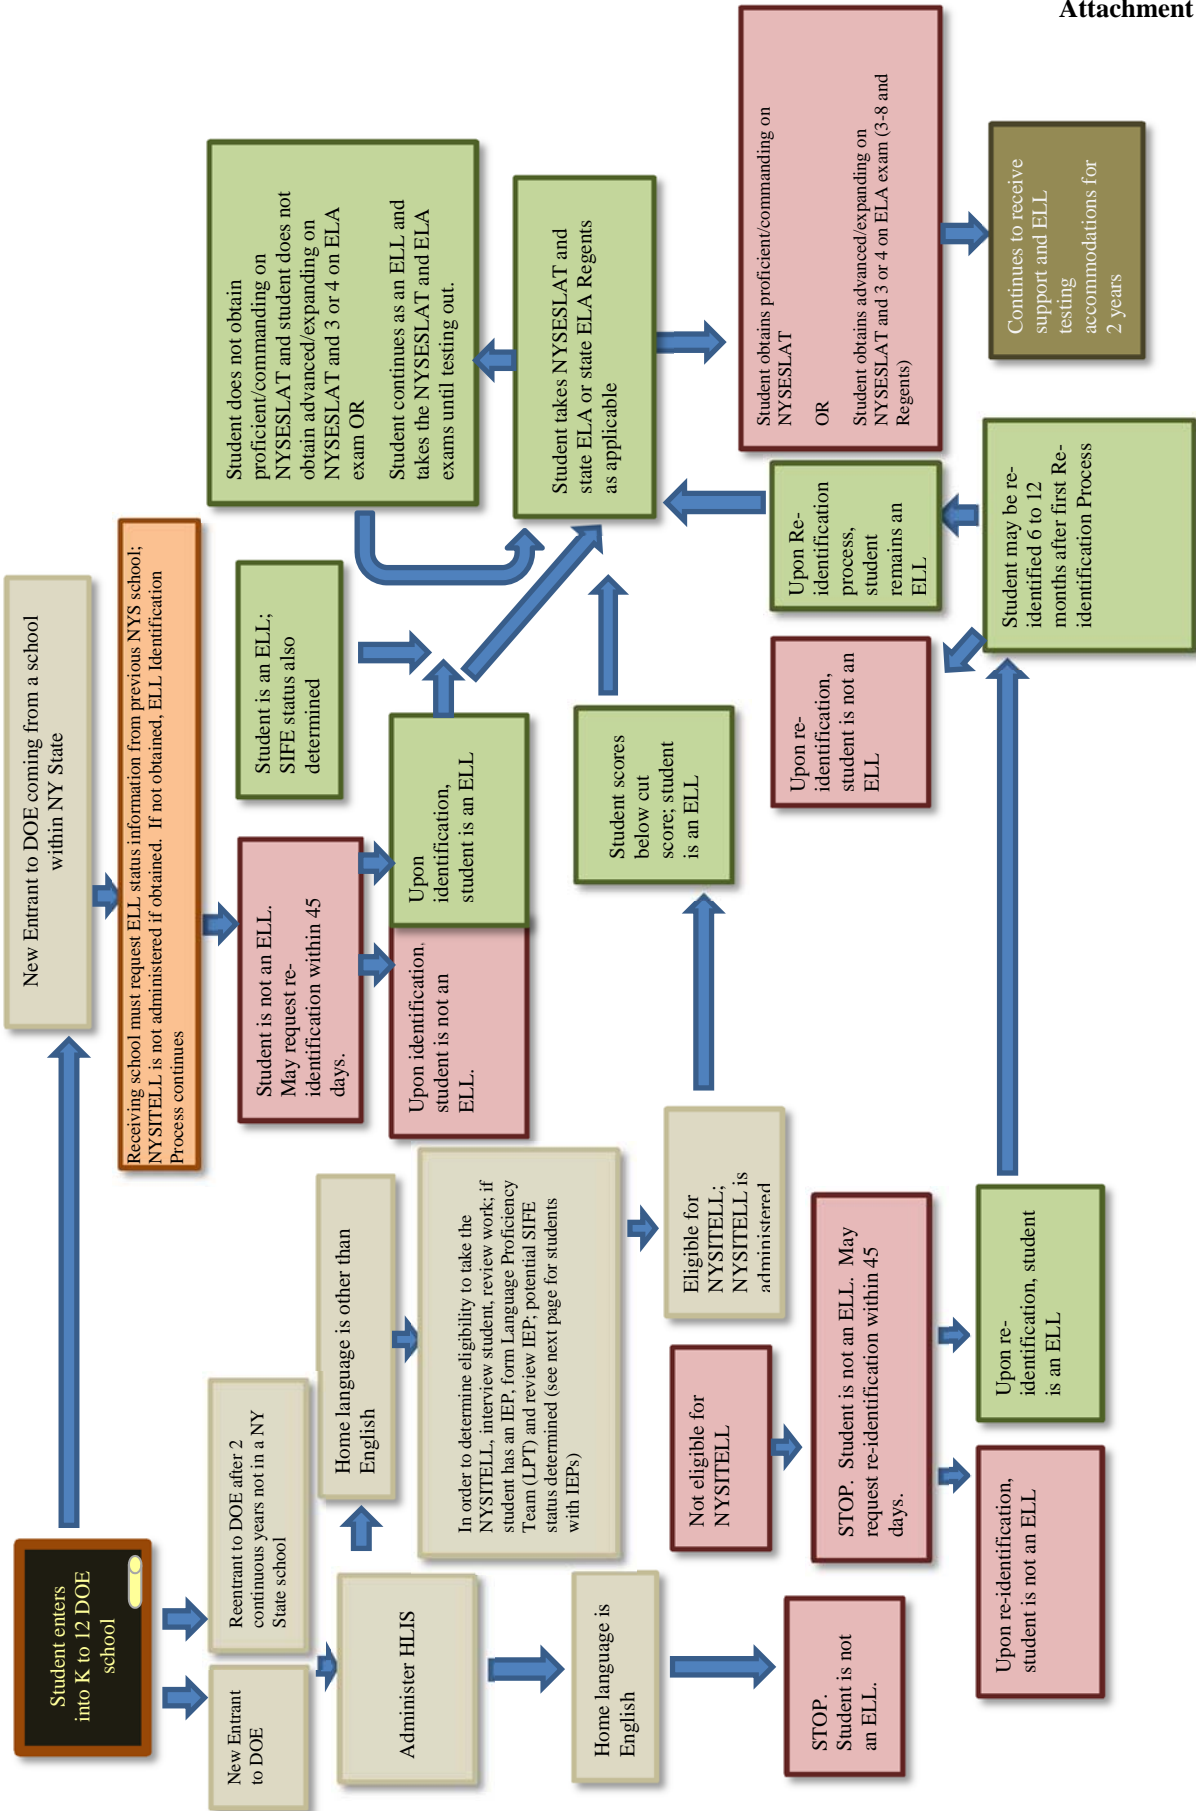 Attachment
Student enters
into K to 12 DOE
school
New Entrant to DOE coming from a school
within NY State
Receiving school must request ELL status information from previous NYS school;
NYSITELL is not administered if obtained. If not obtained, ELL Identification
Process continues
New Entrant
to DOE
Reentrant to DOE after 2
continuous years not in a NY
State school
Student is not an ELL.
May request re-
identification within 45
days.
Student is an ELL;
SIFE status also
determined
Student does not obtain
proficient/commanding on
NYSESLAT and student does not
obtain advanced/expanding on
NYSESLAT and 3 or 4 on ELA
exam OR
Student continues as an ELL and
takes the NYSESLAT and ELA
exams until testing out.
Administer HLIS
Home language is other than
English
Upon identification,
student is not an
ELL.
Upon
identification,
student is an ELL
In order to determine eligibility to take the
NYSITELL, interview student, review work; if
student has an IEP, form Language Proficiency
Team (LPT) and review IEP; potential SIFE
status determined (see next page for students
with IEPs)
Student takes NYSESLAT and
state ELA or state ELA Regents
as applicable
Home language is
English
Student scores
below cut
score; student
is an ELL
Not eligible for
NYSITELL
Eligible for
NYSITELL;
NYSITELL is
administered
Student obtains proficient/commanding on
NYSESLAT
OR
Student obtains advanced/expanding on
NYSESLAT and 3 or 4 on ELA exam (3-8 and
Regents)
STOP.
Student is not
an ELL.
STOP. Student is not an ELL. May
request re-identification within 45
days.
Upon re-
identification,
student is not an
ELL
Upon Re-
identification
process,
student
remains an
ELL
Upon re-identification,
student is not an ELL
Upon re-
identification, student
is an ELL
Student may be re-
identified 6 to 12
months after first Re-
identification Process
Continues to receive
support and ELL
testing
accommodations for
2 years